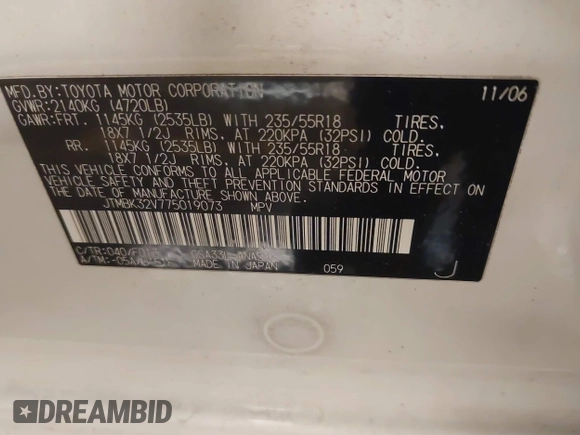 MFD.BY:TOYOTA MOTOR CORPORATION 11/06
GVWR:2140KG (4720LB)
GAWR:FRT. 1145KG (2535LB) WITH 235/55R18 TIRES,
18X7 1/2J RIMS, AT 220KPA (32PSI) COLD.
RR. 1145KG (2535LB) WITH 235/55R18 TIRES,
18X7 1/2J RIMS, AT 220KPA (32PSI) COLD.
THIS VEHICLE CONFORMS TO ALL APPLICABLE FEDERAL MOTOR
VEHICLE SAFETY AND THEFT PREVENTION STANDARDS IN EFFECT ON
THE DATE OF MANUFACTURE SHOWN ABOVE.
JTMBK32V775019073 MPV
C/TR:040/
A/TM: MADE IN JAPAN 059 J
DREAMBID